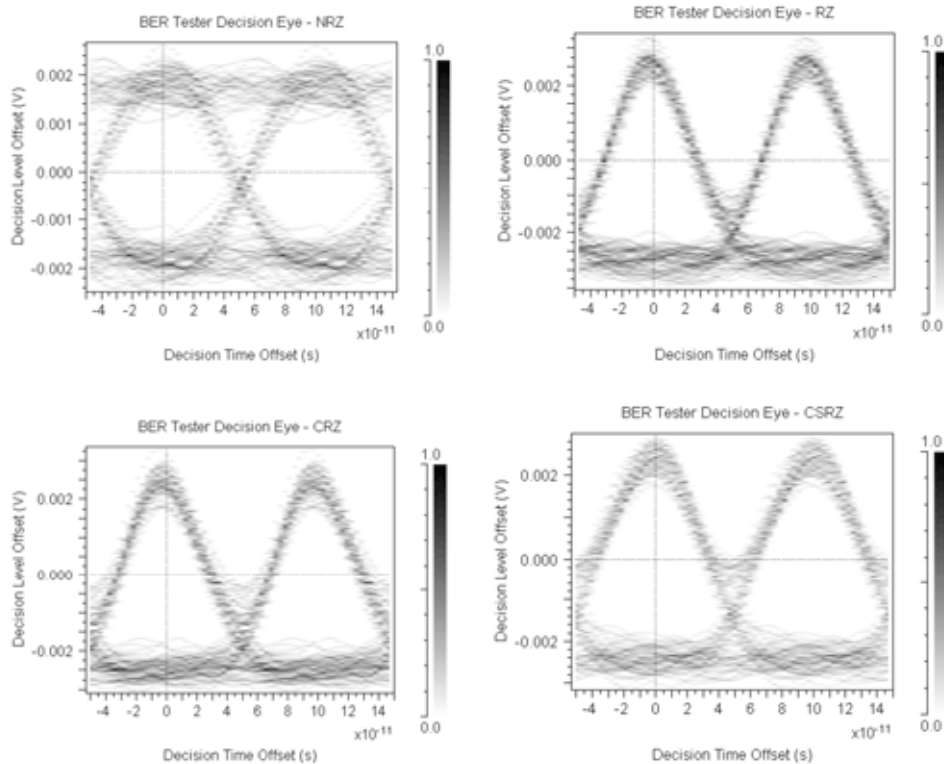 BER Tester Decision Eye - NRZ
1.0
0.002
0.001
0.000
-0.001
-0.002
Decision Level Offset (V)
-4 -2 0 2 4 6 8 10 12 14
x10-11
0.0
Decision Time Offset (s)
BER Tester Decision Eye - RZ
1.0
0.002
0.000
-0.002
Decision Level Offset (V)
-4 -2 0 2 4 6 8 10 12 14
x10-11
0.0
Decision Time Offset (s)
BER Tester Decision Eye - CRZ
1.0
0.002
0.000
-0.002
Decision Level Offset (V)
-4 -2 0 2 4 6 8 10 12 14
x10-11
0.0
Decision Time Offset (s)
BER Tester Decision Eye - CSRZ
1.0
0.002
0.000
-0.002
Decision Level Offset (V)
-4 -2 0 2 4 6 8 10 12 14
x10-11
0.0
Decision Time Offset (s)